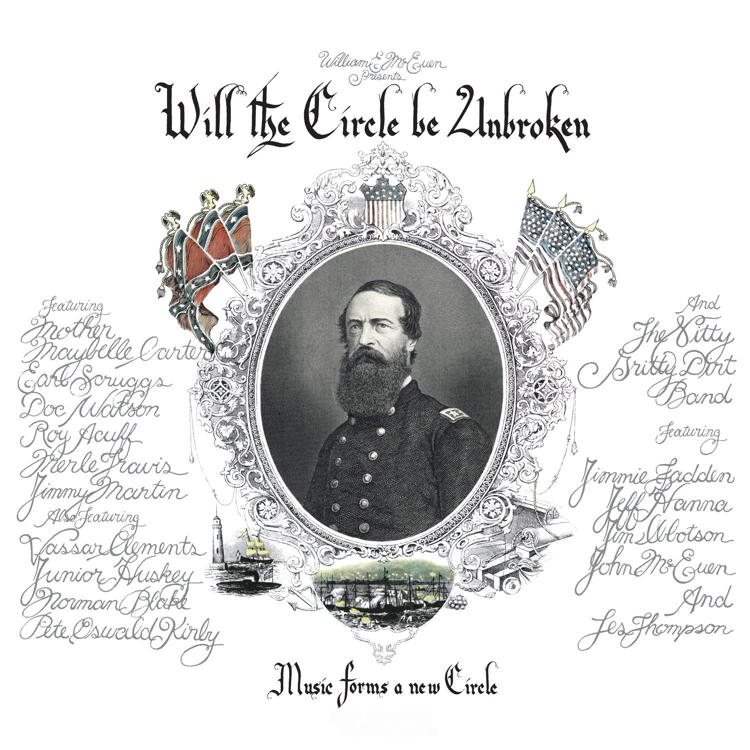 William E. McEuen
Presents
Will the Circle be Unbroken
Featuring
Mother
Maybelle Carter
Earl Scruggs
Doc Watson
Roy Acuff
Merle Travis
Jimmy Martin
Also Featuring
Vassar Clements
Junior Huskey
Norman Blake
Pete Oswald Kirby
And
The Nitty
Gritty Dirt
Band
Featuring
Jimmie Fadden
Jeff Hanna
Jim Ibbotson
John McEuen
And
Les Thompson
Music forms a new Circle